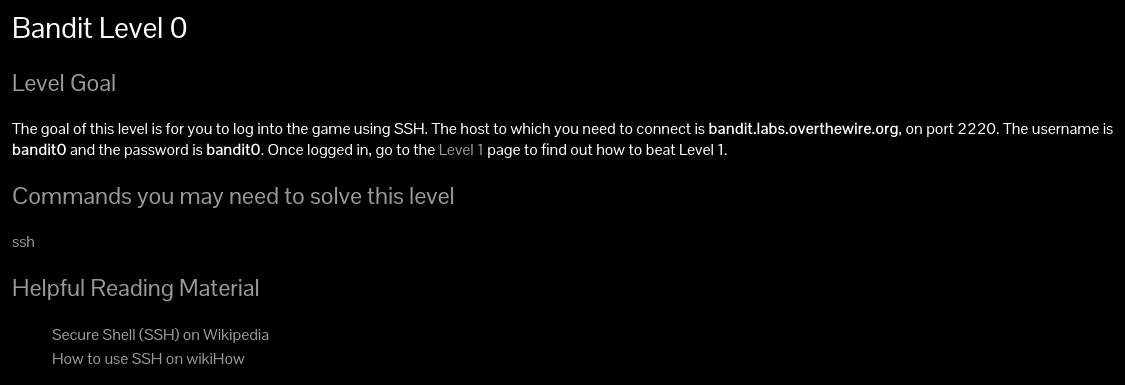 Bandit Level 0
Level Goal
The goal of this level is for you to log into the game using SSH. The host to which you need to connect is bandit.labs.overthewire.org, on port 2220. The username is
bandit0 and the password is bandit0. Once logged in, go to the Level 1 page to find out how to beat Level 1.
Commands you may need to solve this level
ssh
Helpful Reading Material
Secure Shell (SSH) on Wikipedia
How to use SSH on wikiHow